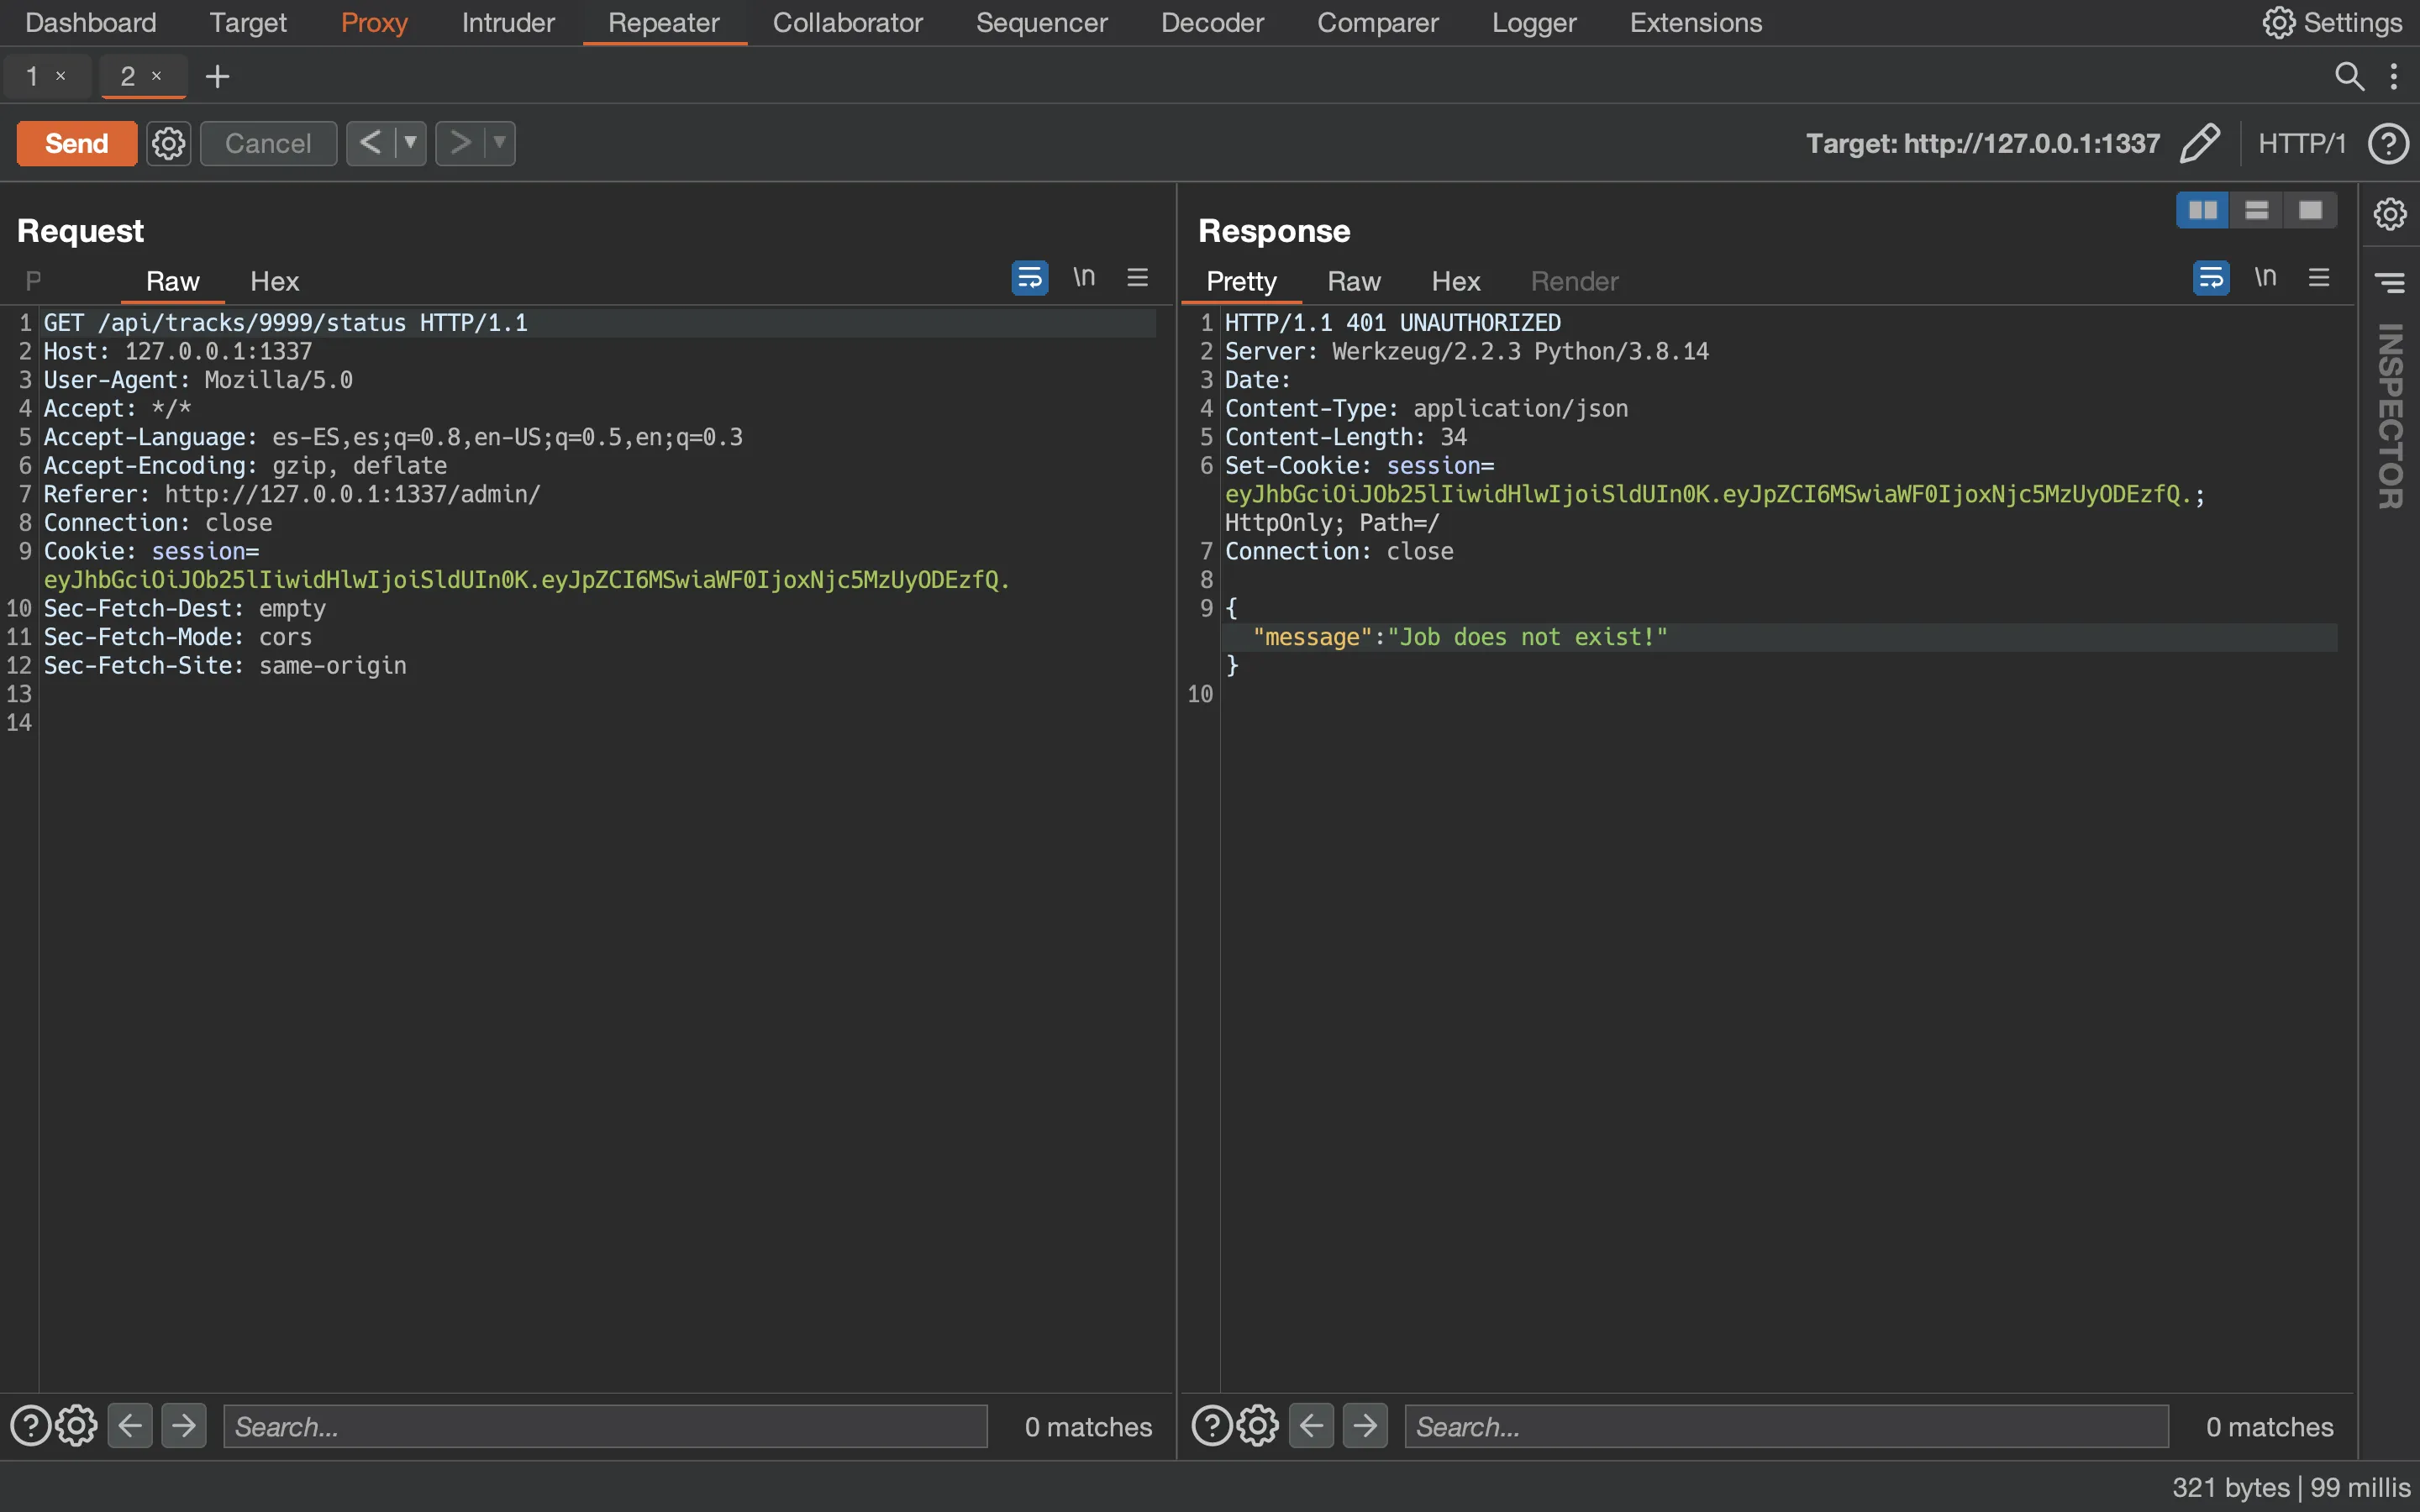 Dashboard Target Proxy Intruder Repeater Collaborator Sequencer Decoder Comparer Logger Extensions Settings
1 × 2 × +
Send Cancel < > Target: http://127.0.0.1:1337 HTTP/1 ?
Request
P Raw Hex \n
1 GET /api/tracks/9999/status HTTP/1.1
2 Host: 127.0.0.1:1337
3 User-Agent: Mozilla/5.0
4 Accept: */*
5 Accept-Language: es-ES,es;q=0.8,en-US;q=0.5,en;q=0.3
6 Accept-Encoding: gzip, deflate
7 Referer: http://127.0.0.1:1337/admin/
8 Connection: close
9 Cookie: session=
eyJhbGciOiJOb25lIiwidHlwIjoiSldUIn0K.eyJpZCI6MSwiaWF0IjoxNjc5MzUyODEzfQ.
10 Sec-Fetch-Dest: empty
11 Sec-Fetch-Mode: cors
12 Sec-Fetch-Site: same-origin
13
14
? Search... 0 matches
Response
Pretty Raw Hex Render \n
1 HTTP/1.1 401 UNAUTHORIZED
2 Server: Werkzeug/2.2.3 Python/3.8.14
3 Date:
4 Content-Type: application/json
5 Content-Length: 34
6 Set-Cookie: session=
eyJhbGciOiJOb25lIiwidHlwIjoiSldUIn0K.eyJpZCI6MSwiaWF0IjoxNjc5MzUyODEzfQ.;
HttpOnly; Path=/
7 Connection: close
8
9 {
"message":"Job does not exist!"
}
10
? Search... 0 matches
INSPECTOR
321 bytes | 99 millis